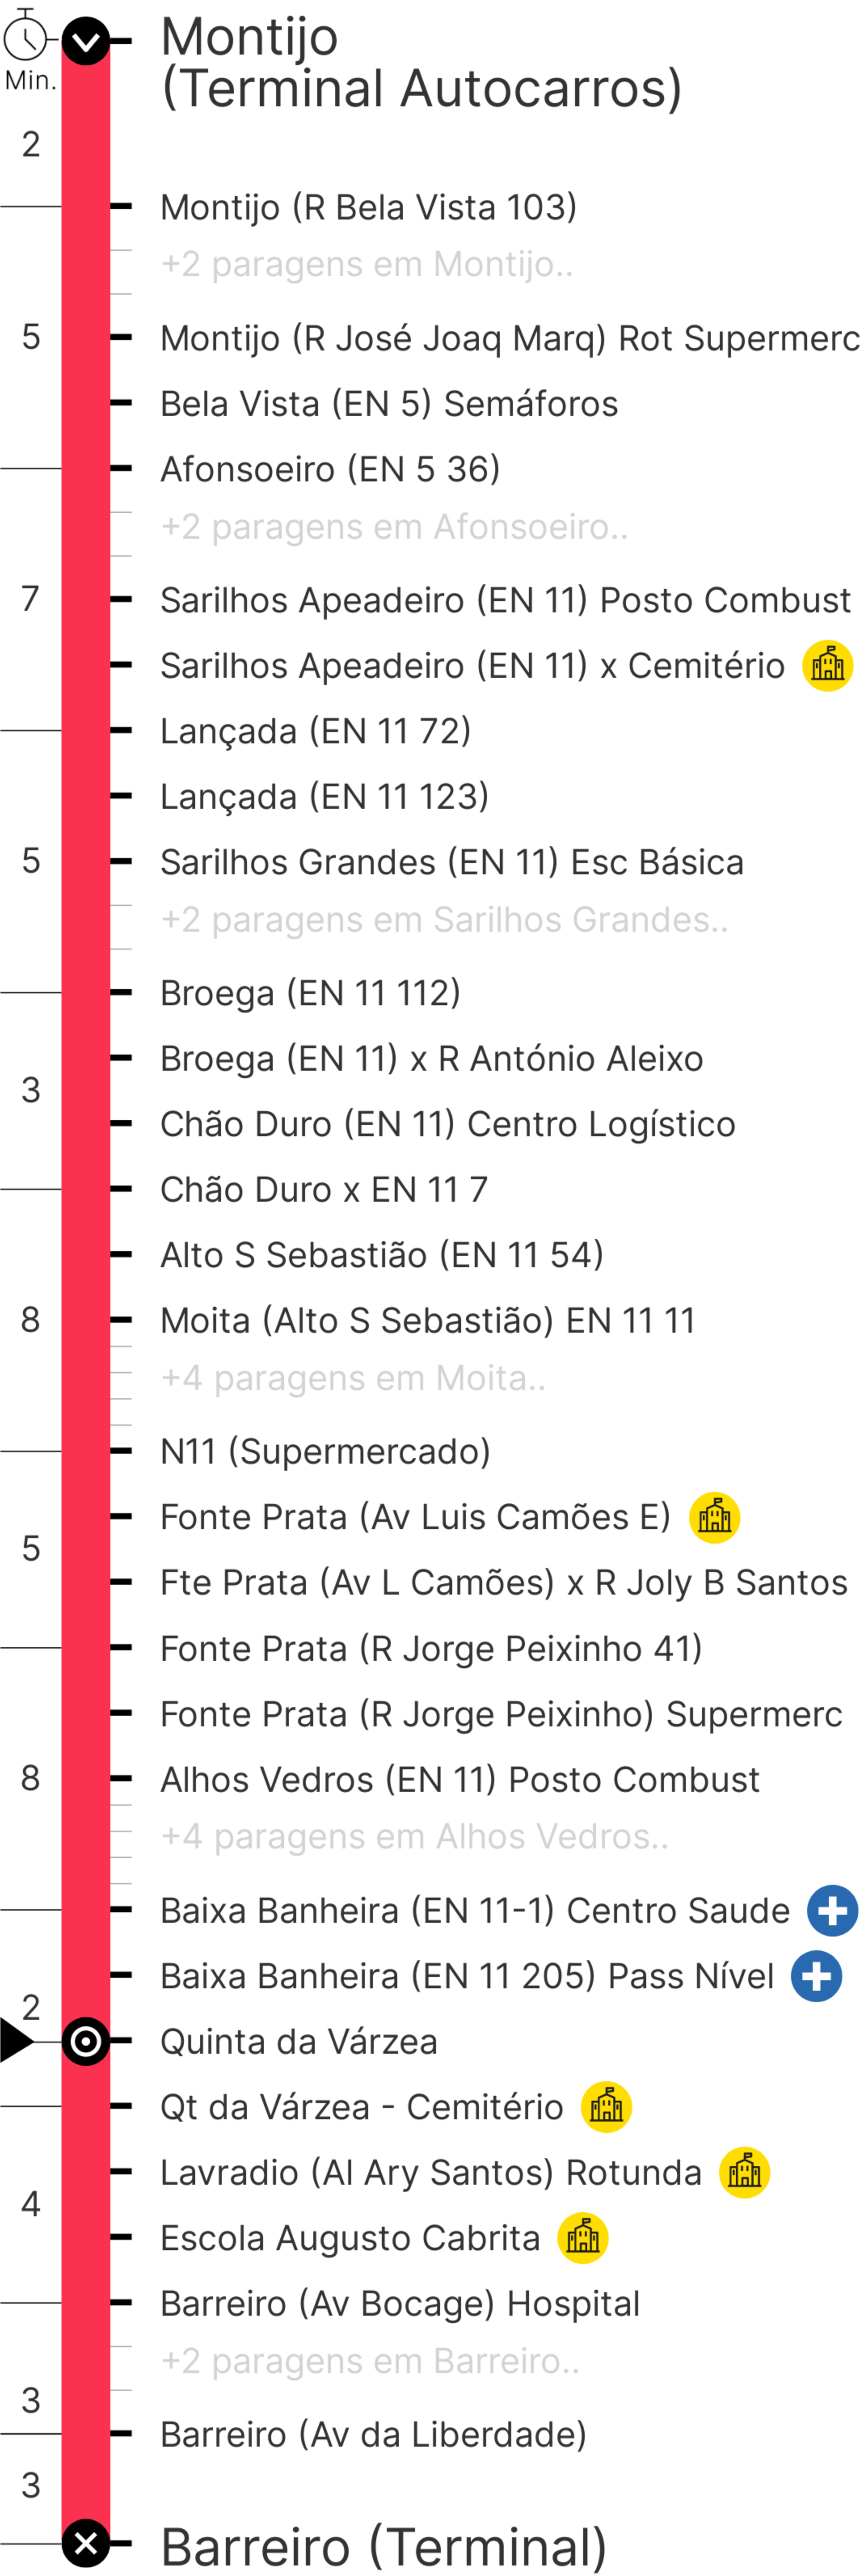 Montijo
(Terminal Autocarros)
Min.
2
Montijo (R Bela Vista 103)
+2 paragens em Montijo..
5
Montijo (R José Joaq Marq) Rot Supermerc
Bela Vista (EN 5) Semáforos
Afonsoeiro (EN 5 36)
+2 paragens em Afonsoeiro..
7
Sarilhos Apeadeiro (EN 11) Posto Combust
Sarilhos Apeadeiro (EN 11) x Cemitério
Lançada (EN 11 72)
Lançada (EN 11 123)
5
Sarilhos Grandes (EN 11) Esc Básica
+2 paragens em Sarilhos Grandes..
Broega (EN 11 112)
Broega (EN 11) x R António Aleixo
3
Chão Duro (EN 11) Centro Logístico
Chão Duro x EN 11 7
Alto S Sebastião (EN 11 54)
8
Moita (Alto S Sebastião) EN 11 11
+4 paragens em Moita..
N11 (Supermercado)
Fonte Prata (Av Luis Camões E)
5
Fte Prata (Av L Camões) x R Joly B Santos
Fonte Prata (R Jorge Peixinho 41)
Fonte Prata (R Jorge Peixinho) Supermerc
8
Alhos Vedros (EN 11) Posto Combust
+4 paragens em Alhos Vedros..
Baixa Banheira (EN 11-1) Centro Saude
Baixa Banheira (EN 11 205) Pass Nível
2
Quinta da Várzea
Qt da Várzea - Cemitério
Lavradio (Al Ary Santos) Rotunda
4
Escola Augusto Cabrita
Barreiro (Av Bocage) Hospital
+2 paragens em Barreiro..
3
Barreiro (Av da Liberdade)
3
Barreiro (Terminal)